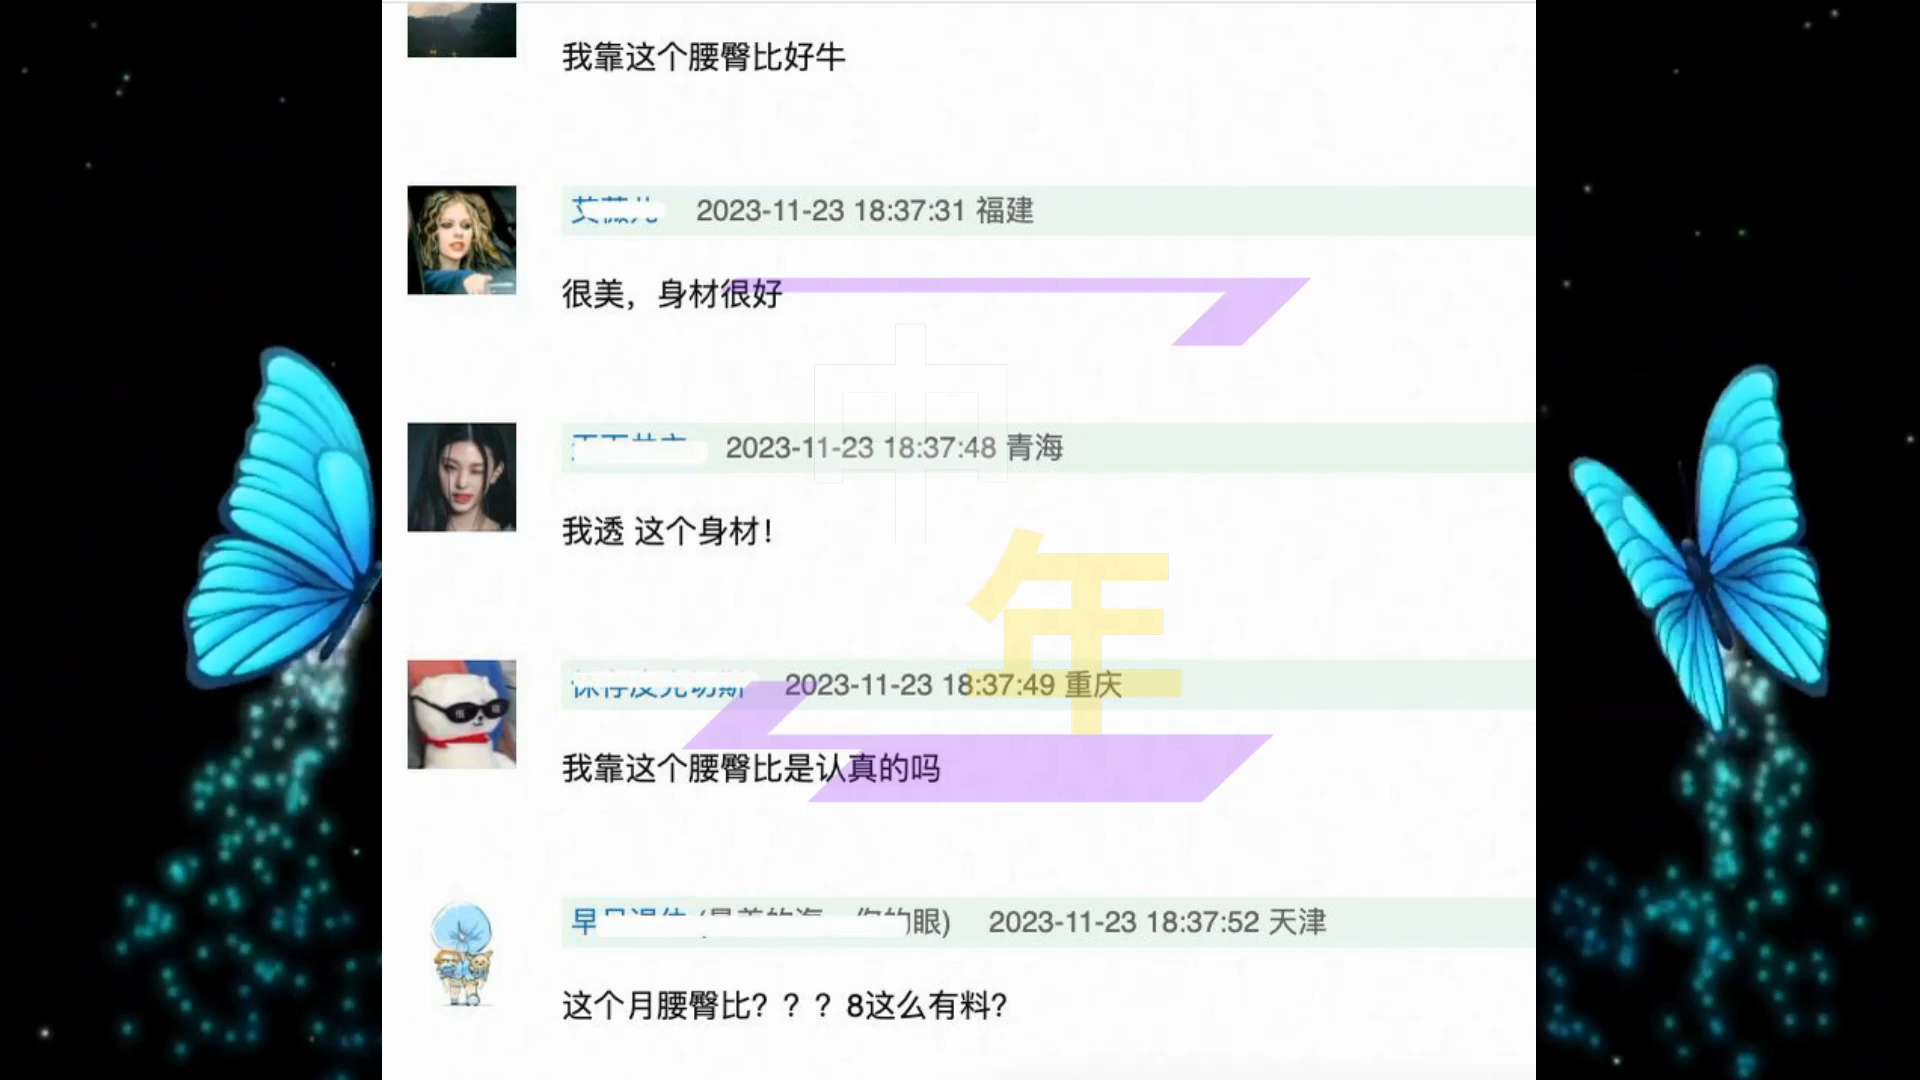 我靠这个腰臀比好牛
2023-11-23 18:37:31 福建
很美，身材很好
中
2023-11-23 18:37:48 青海
我透 这个身材！
年
2023-11-23 18:37:49 重庆
我靠这个腰臀比是认真的吗
早 眼) 2023-11-23 18:37:52 天津
这个月腰臀比？？？8这么有料？